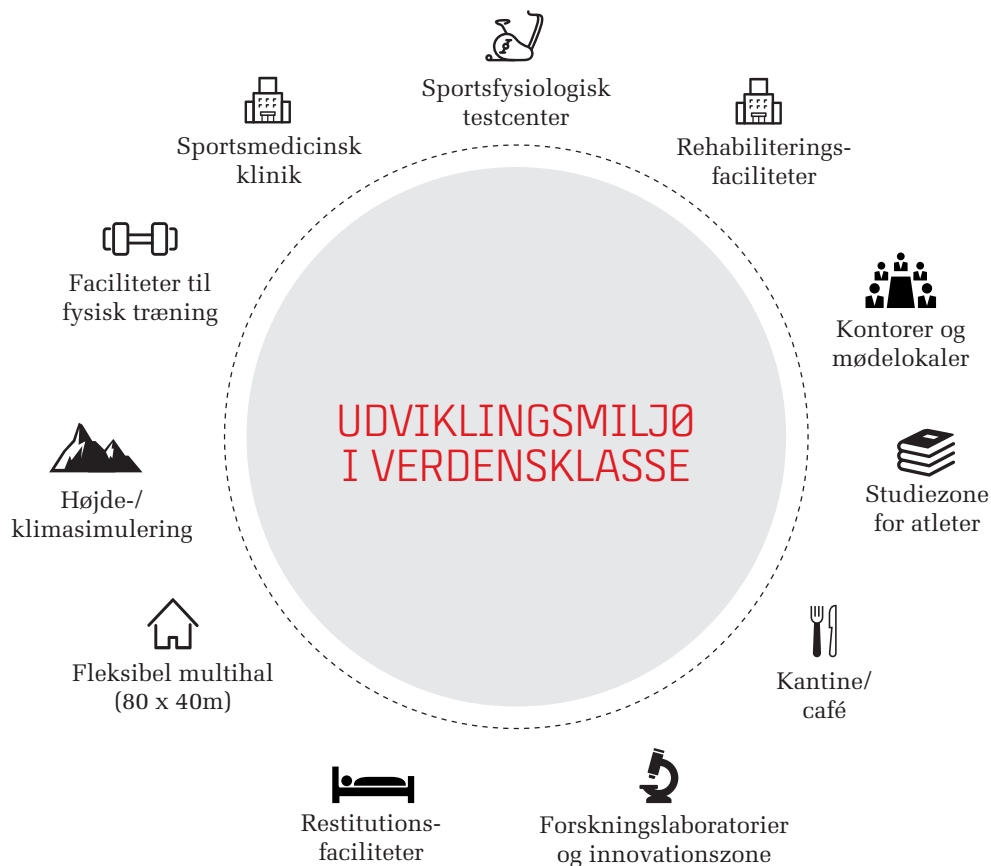 Sportsfysiologisk
testcenter
Rehabiliterings-
faciliteter
Kontorer og
mødelokaler
Studiezone
for atleter
Kantine/
café
Forskningslaboratorier
og innovationszone
Restitutions-
faciliteter
Fleksibel multihal
(80 x 40m)
Højde-/
klimasimulering
Faciliteter til
fysisk træning
Sportsmedicinsk
klinik
UDVIKLINGSMILJØ
I VERDENSKLASSE